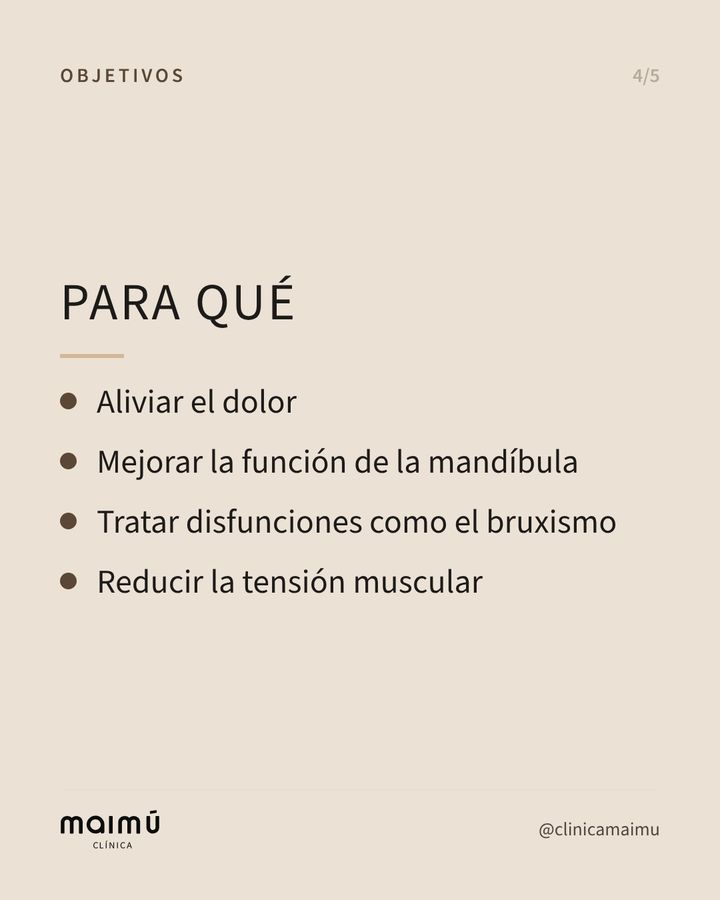 OBJETIVOS
4/5
PARA QUÉ
Aliviar el dolor
Mejorar la función de la mandíbula
Tratar disfunciones como el bruxismo
Reducir la tensión muscular
maimú
CLÍNICA
@clinicamaimu